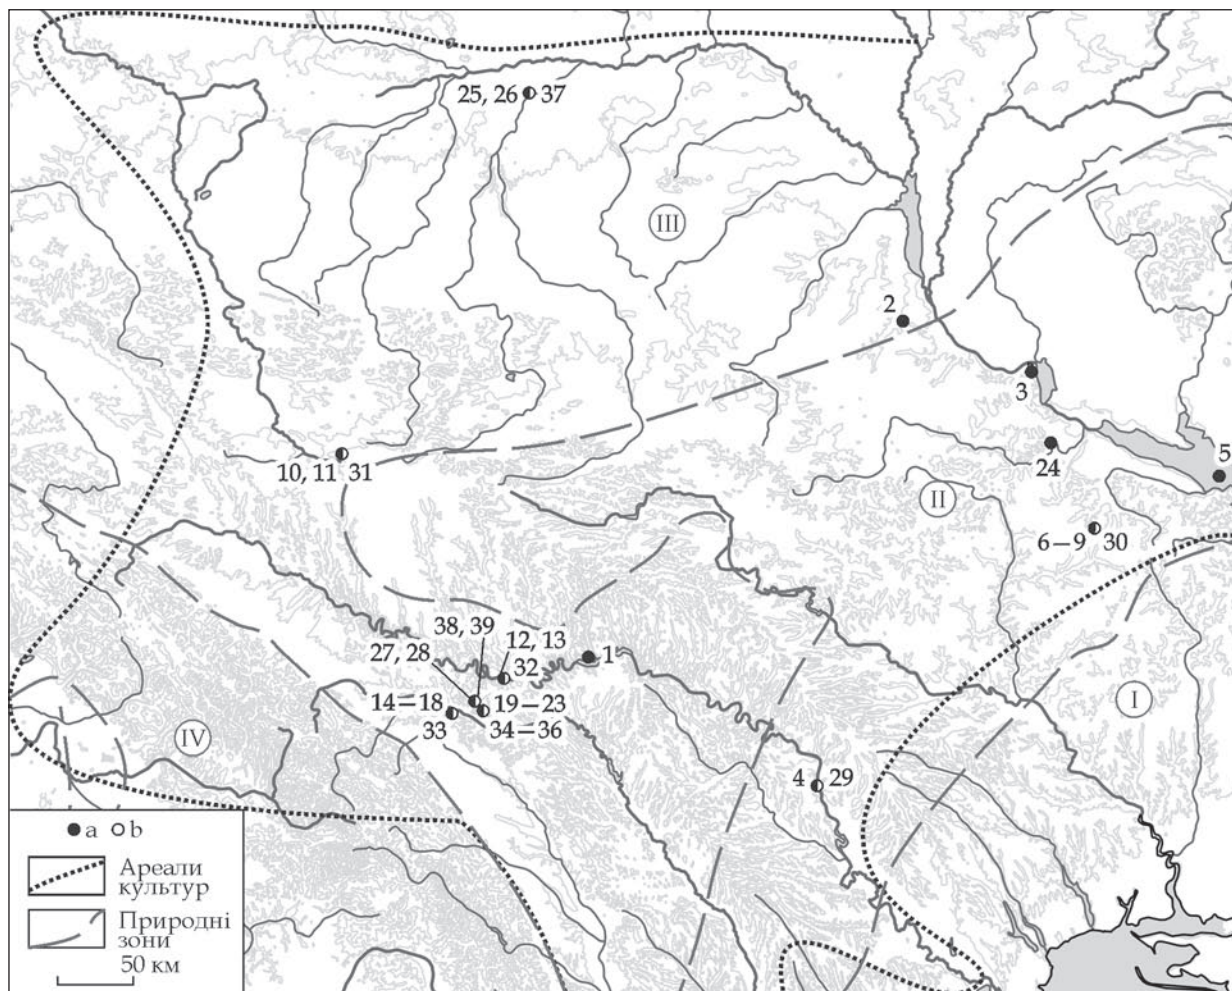 25, 26
37
III
2
3
24
5
II
6—9
30
10, 11
31
38, 39
12, 13
27, 28
32
1
14—18
19—23
33
34—36
IV
I
4
29
a
b
Ареали
культур
Природні
зони
50 км